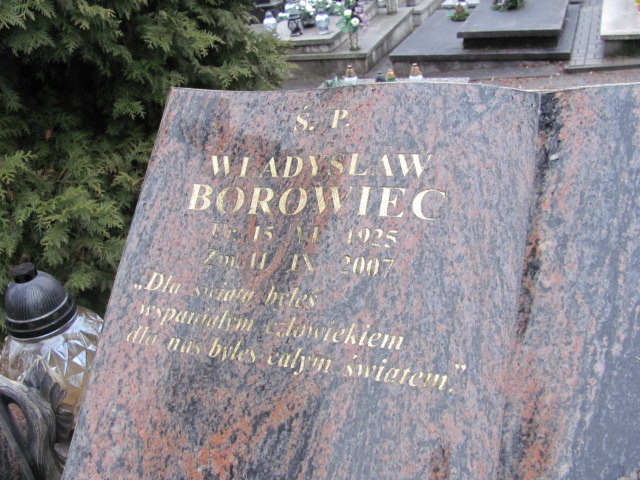 Ś. P.
WŁADYSŁAW
BOROWIEC
Ur. 15 VI 1925
Zm. 11 IX 2007
„Dla świata byłeś
wspaniałym człowiekiem
dla nas byłeś całym światem.”